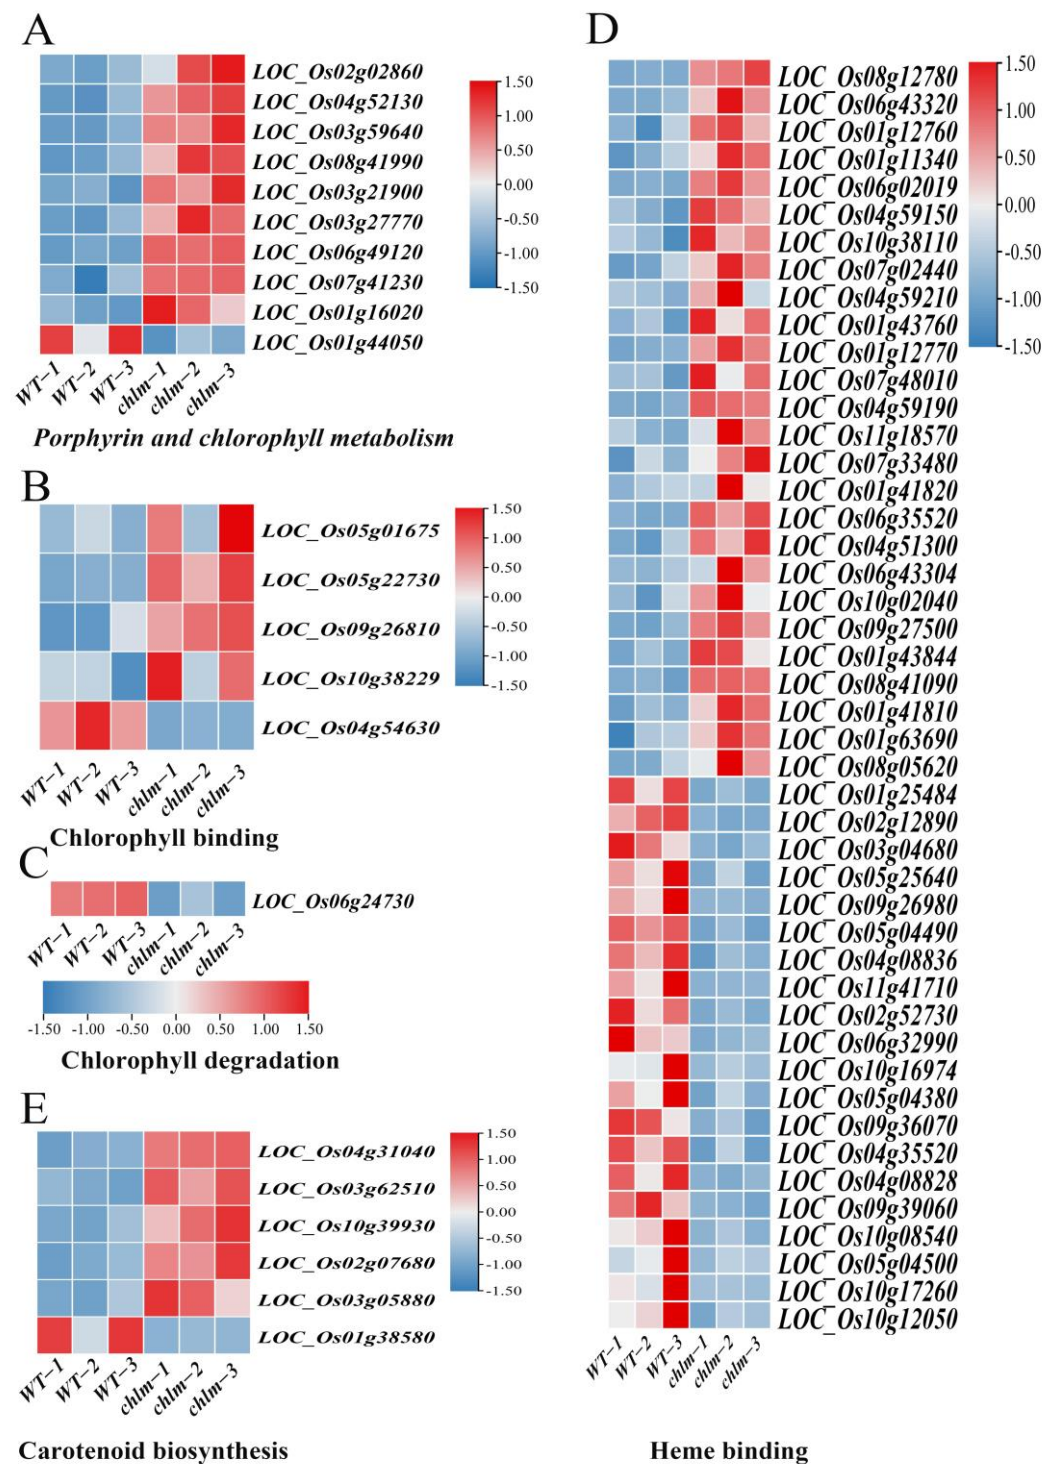 A
LOC_Os02g02860
LOC_Os04g52130
LOC_Os03g59640
LOC_Os08g41990
LOC_Os03g21900
LOC_Os03g27770
LOC_Os06g49120
LOC_Os07g41230
LOC_Os01g16020
LOC_Os01g44050
1.50
1.00
0.50
0.00
-0.50
-1.00
-1.50
WT-1 WT-2 WT-3 chlm-1 chlm-2 chlm-3
Porphyrin and chlorophyll metabolism
B
LOC_Os05g01675
LOC_Os05g22730
LOC_Os09g26810
LOC_Os10g38229
LOC_Os04g54630
1.50
1.00
0.50
0.00
-0.50
-1.00
-1.50
WT-1 WT-2 WT-3 chlm-1 chlm-2 chlm-3
Chlorophyll binding
C
LOC_Os06g24730
WT-1 WT-2 WT-3 chlm-1 chlm-2 chlm-3
-1.50 -1.00 -0.50 0.00 0.50 1.00 1.50
Chlorophyll degradation
E
LOC_Os04g31040
LOC_Os03g62510
LOC_Os10g39930
LOC_Os02g07680
LOC_Os03g05880
LOC_Os01g38580
1.50
1.00
0.50
0.00
-0.50
-1.00
-1.50
WT-1 WT-2 WT-3 chlm-1 chlm-2 chlm-3
Carotenoid biosynthesis
D
LOC_Os08g12780
LOC_Os06g43320
LOC_Os01g12760
LOC_Os01g11340
LOC_Os06g02019
LOC_Os04g59150
LOC_Os10g38110
LOC_Os07g02440
LOC_Os04g59210
LOC_Os01g43760
LOC_Os01g12770
LOC_Os07g48010
LOC_Os04g59190
LOC_Os11g18570
LOC_Os07g33480
LOC_Os01g41820
LOC_Os06g35520
LOC_Os04g51300
LOC_Os06g43304
LOC_Os10g02040
LOC_Os09g27500
LOC_Os01g43844
LOC_Os08g41090
LOC_Os01g41810
LOC_Os01g63690
LOC_Os08g05620
LOC_Os01g25484
LOC_Os02g12890
LOC_Os03g04680
LOC_Os05g25640
LOC_Os09g26980
LOC_Os05g04490
LOC_Os04g08836
LOC_Os11g41710
LOC_Os02g52730
LOC_Os06g32990
LOC_Os10g16974
LOC_Os05g04380
LOC_Os09g36070
LOC_Os04g35520
LOC_Os04g08828
LOC_Os09g39060
LOC_Os10g08540
LOC_Os05g04500
LOC_Os10g17260
LOC_Os10g12050
1.50
1.00
0.50
0.00
-0.50
-1.00
-1.50
WT-1 WT-2 WT-3 chlm-1 chlm-2 chlm-3
Heme binding